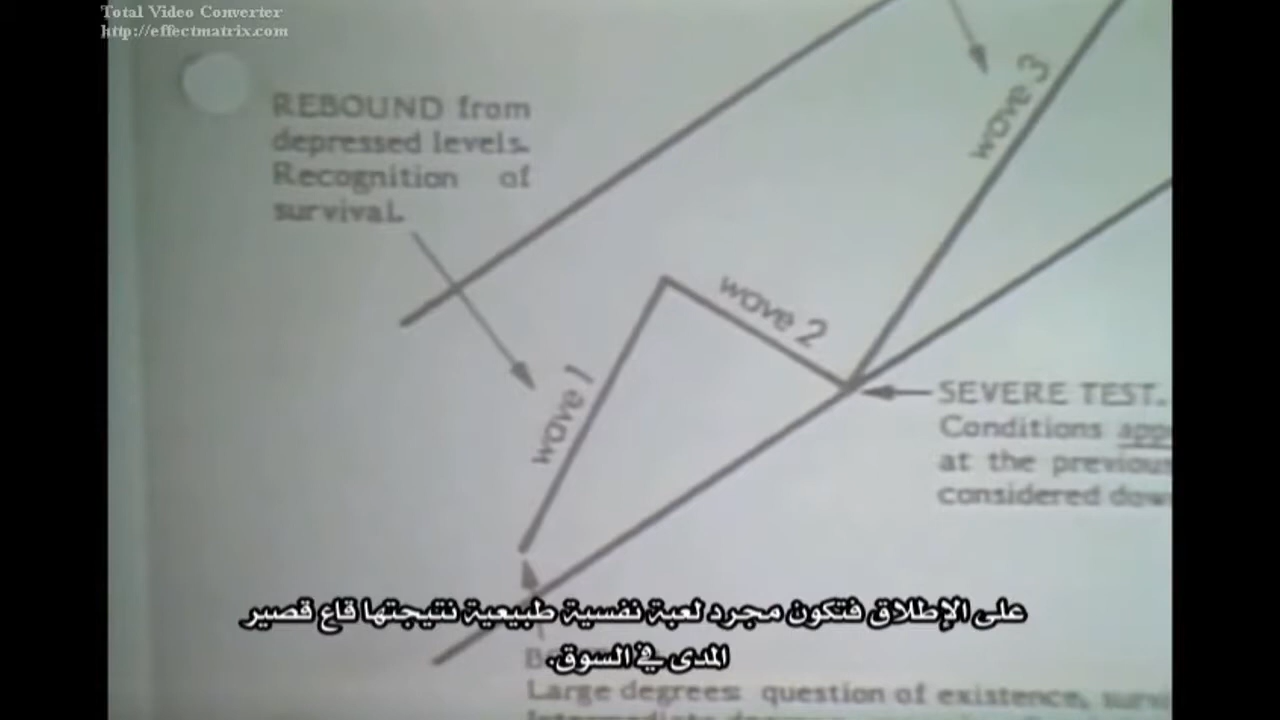 Total Video Converter
http://effectmatrix.com
REBOUND from
depressed levels.
Recognition of
survival.
wave 1
wave 2
wave 3
SEVERE TEST.
Conditions
at the previous
considered
على الإطلاق فتكون مجرد لعبة نفسية طبيعية نتيجتها قاع قصير
المدى في السوق.
Large degrees: question of existence,